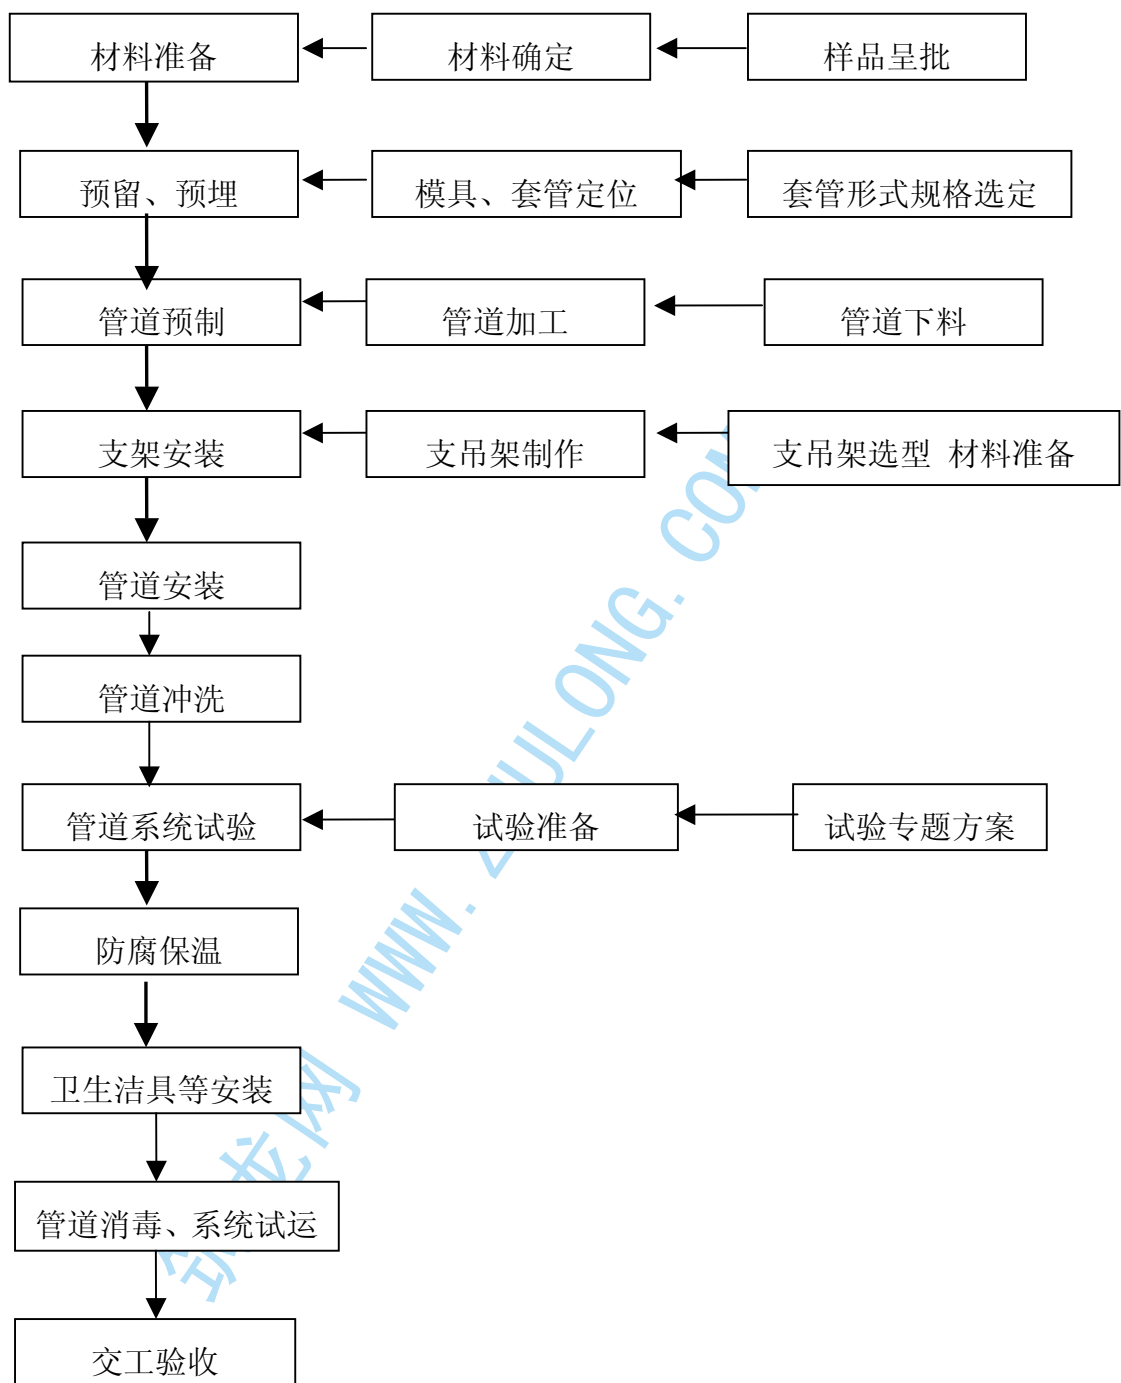 材料准备
材料确定
样品呈批
预留、预埋
模具、套管定位
套管形式规格选定
管道预制
管道加工
管道下料
支架安装
支吊架制作
支吊架选型 材料准备
管道安装
管道冲洗
管道系统试验
试验准备
试验专题方案
防腐保温
卫生洁具等安装
管道消毒、系统试运
交工验收
筑龙网 WWW.ZHULONG.COM